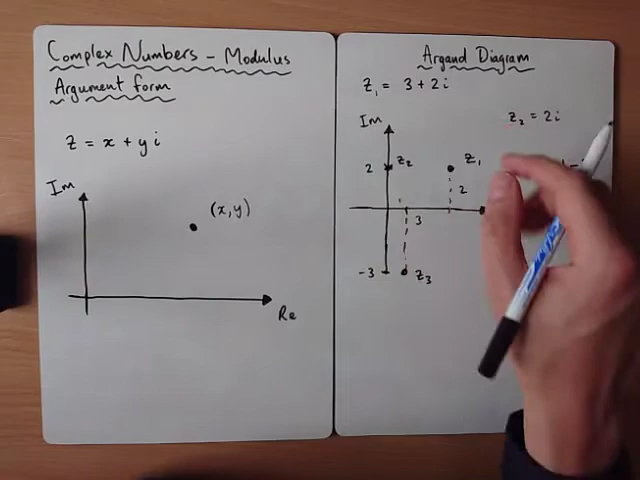 Complex Numbers – Modulus
Argument form
z = x + yi
Im
(x,y)
Re
Argand Diagram
z₁ = 3 + 2i
z₂ = 2i
Im
2
z₂
z₁
2
3
-3
z₃